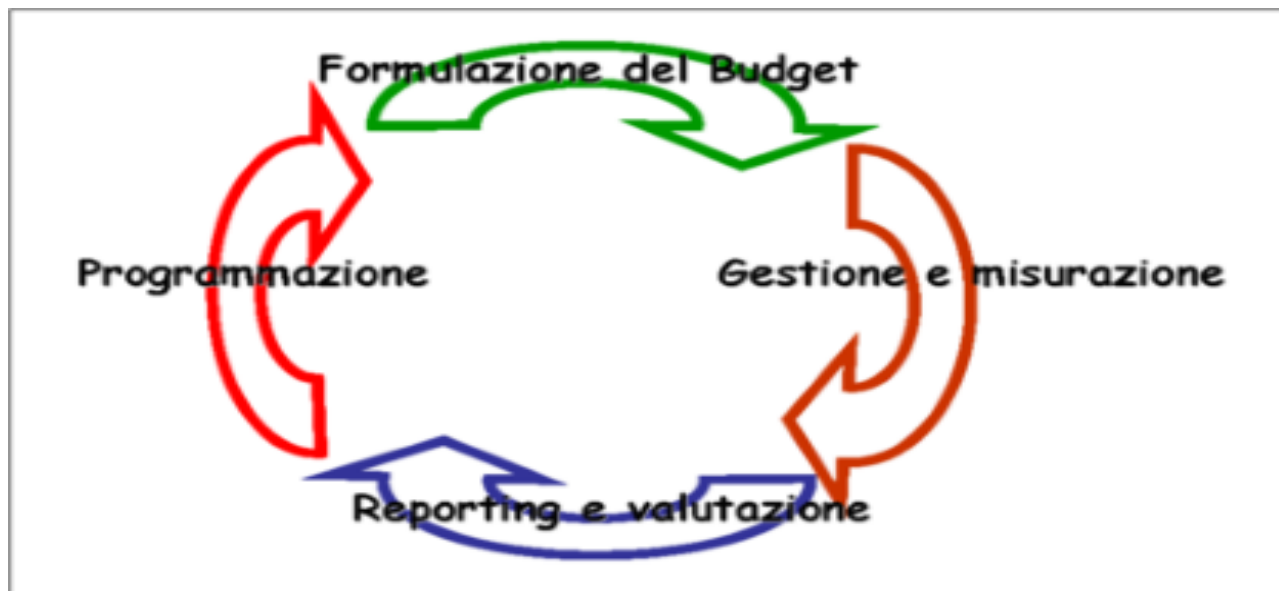 Formulazione del Budget
Programmazione
Gestione e misurazione
Reporting e valutazione